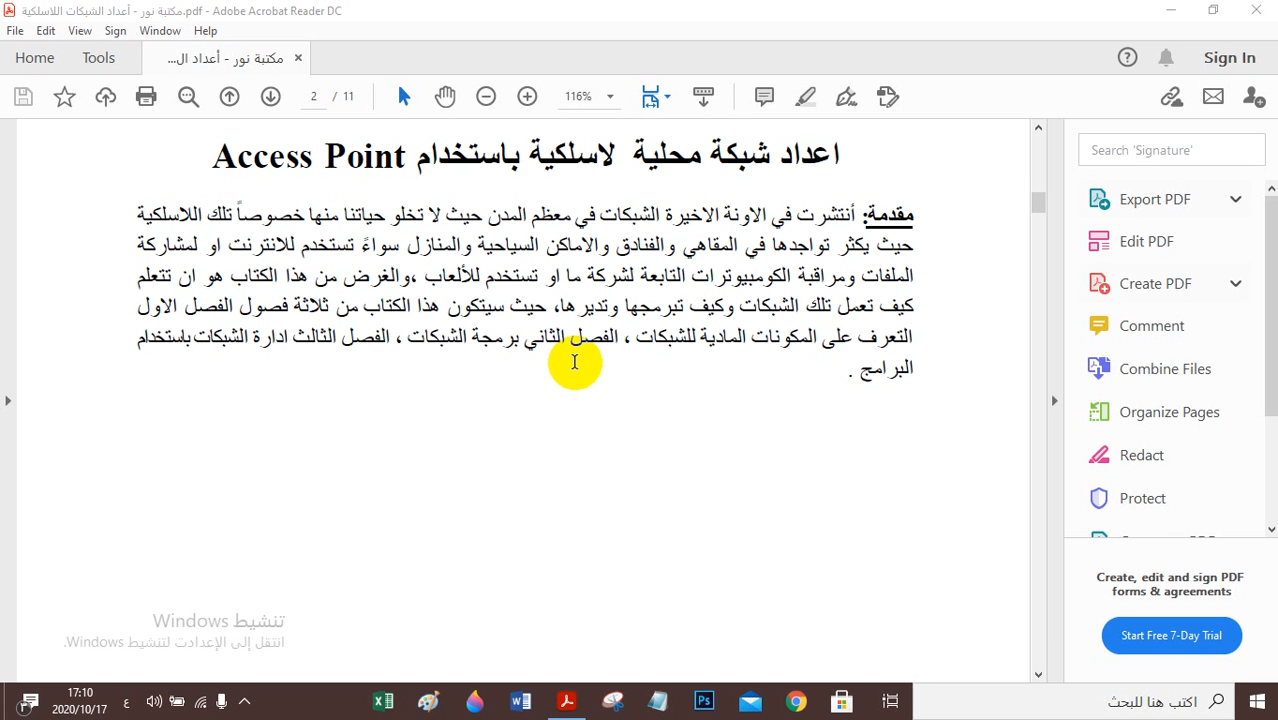 مكتبة نور - أعداد الشبكات اللاسلكية.pdf - Adobe Acrobat Reader DC
File Edit View Sign Window Help
Home Tools مكتبة نور - أعداد ال... × Sign In
2 / 11 116%
اعداد شبكة محلية لاسلكية باستخدام Access Point
مقدمة: أنتشرت في الاونة الاخيرة الشبكات في معظم المدن حيث لا تخلو حياتنا منها خصوصاً تلك اللاسلكية
حيث يكثر تواجدها في المقاهي والفنادق والاماكن السياحية والمنازل سواءً تستخدم للانترنت او لمشاركة
الملفات ومراقبة الكومبيوترات التابعة لشركة ما او تستخدم للألعاب ،والغرض من هذا الكتاب هو ان تتعلم
كيف تعمل تلك الشبكات وكيف تبرمجها وتديرها، حيث سيتكون هذا الكتاب من ثلاثة فصول الفصل الاول
التعرف على المكونات المادية للشبكات ، الفصل الثاني برمجة الشبكات ، الفصل الثالث ادارة الشبكات باستخدام
البرامج .
Search 'Signature'
Export PDF
Edit PDF
Create PDF
Comment
Combine Files
Organize Pages
Redact
Protect
Create, edit and sign PDF
forms & agreements
Start Free 7-Day Trial
تنشيط Windows
انتقل إلى الإعدادت لتنشيط Windows.
17:10
2020/10/17
ع
اكتب هنا للبحث